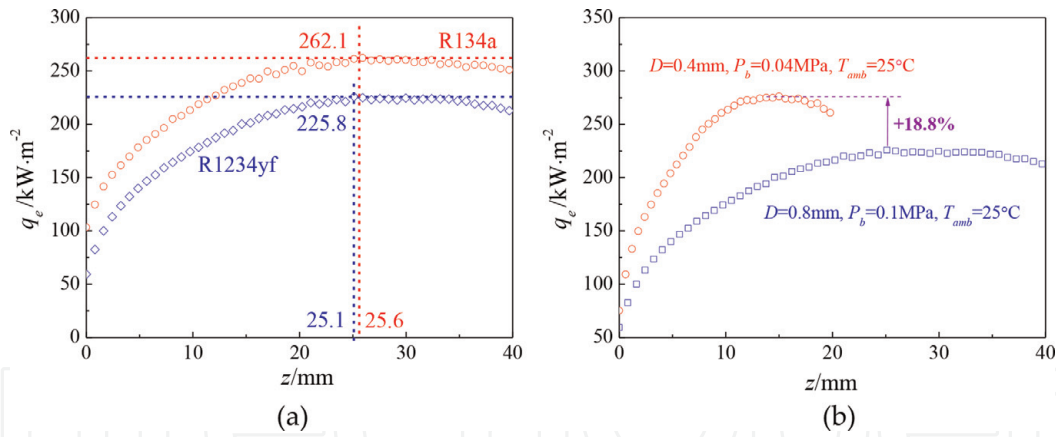 300
250
200
150
100
50
0
q_e/kW·m⁻²
262.1
R134a
225.8
R1234yf
25.1
25.6
0 10 20 30 40
z/mm
(a)
350
300
250
200
150
100
50
q_e/kW·m⁻²
D=0.4mm, P_b=0.04MPa, T_amb=25°C
+18.8%
D=0.8mm, P_b=0.1MPa, T_amb=25°C
0 10 20 30 40
z/mm
(b)